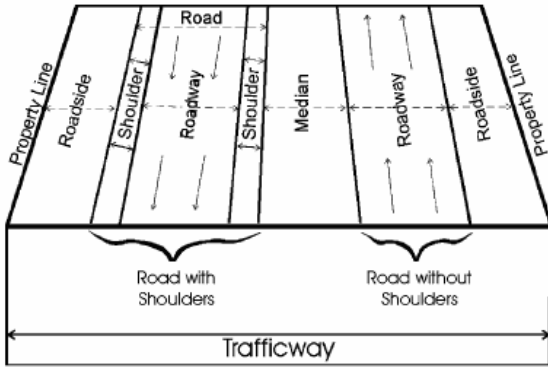 Road
Property Line
Roadside
Shoulder
Roadway
Shoulder
Median
Roadway
Roadside
Property Line
Road with
Shoulders
Road without
Shoulders
Trafficway